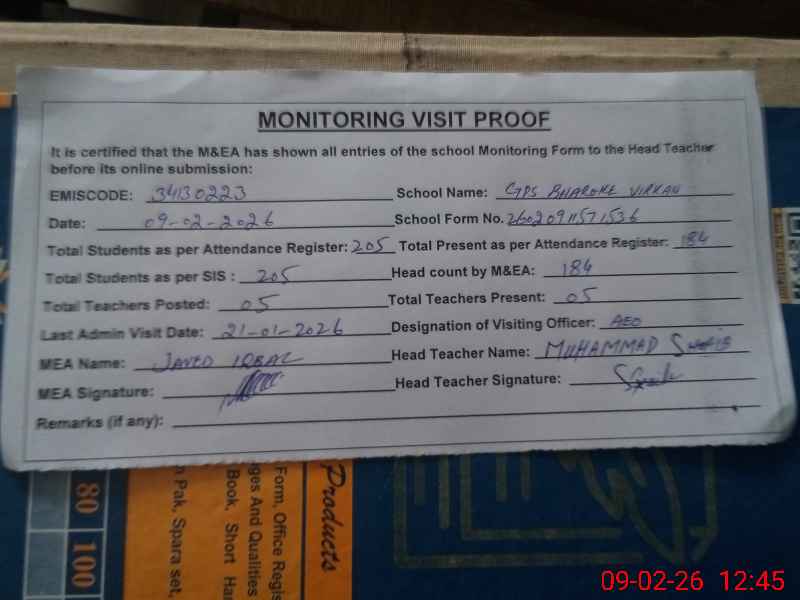 MONITORING VISIT PROOF
It is certified that the M&EA has shown all entries of the school Monitoring Form to the Head Teacher
before its online submission:
EMISCODE: 34130223 School Name: GPS BHAROKE VIRKAN
Date: 09-02-2026 School Form No. 2602091571536
Total Students as per Attendance Register: 205 Total Present as per Attendance Register: 184
Total Students as per SIS : 205 Head count by M&EA: 184
Total Teachers Posted: 05 Total Teachers Present: 05
Last Admin Visit Date: 21-01-2026 Designation of Visiting Officer: AEO
MEA Name: JAVED IQBAL Head Teacher Name: MUHAMMAD
MEA Signature: Head Teacher Signature:
Remarks (if any):
Products
Form, Office Regis
ges And Qualities
Book, Short Har
n Pak, Spara set,
80 100
09-02-26 12:45